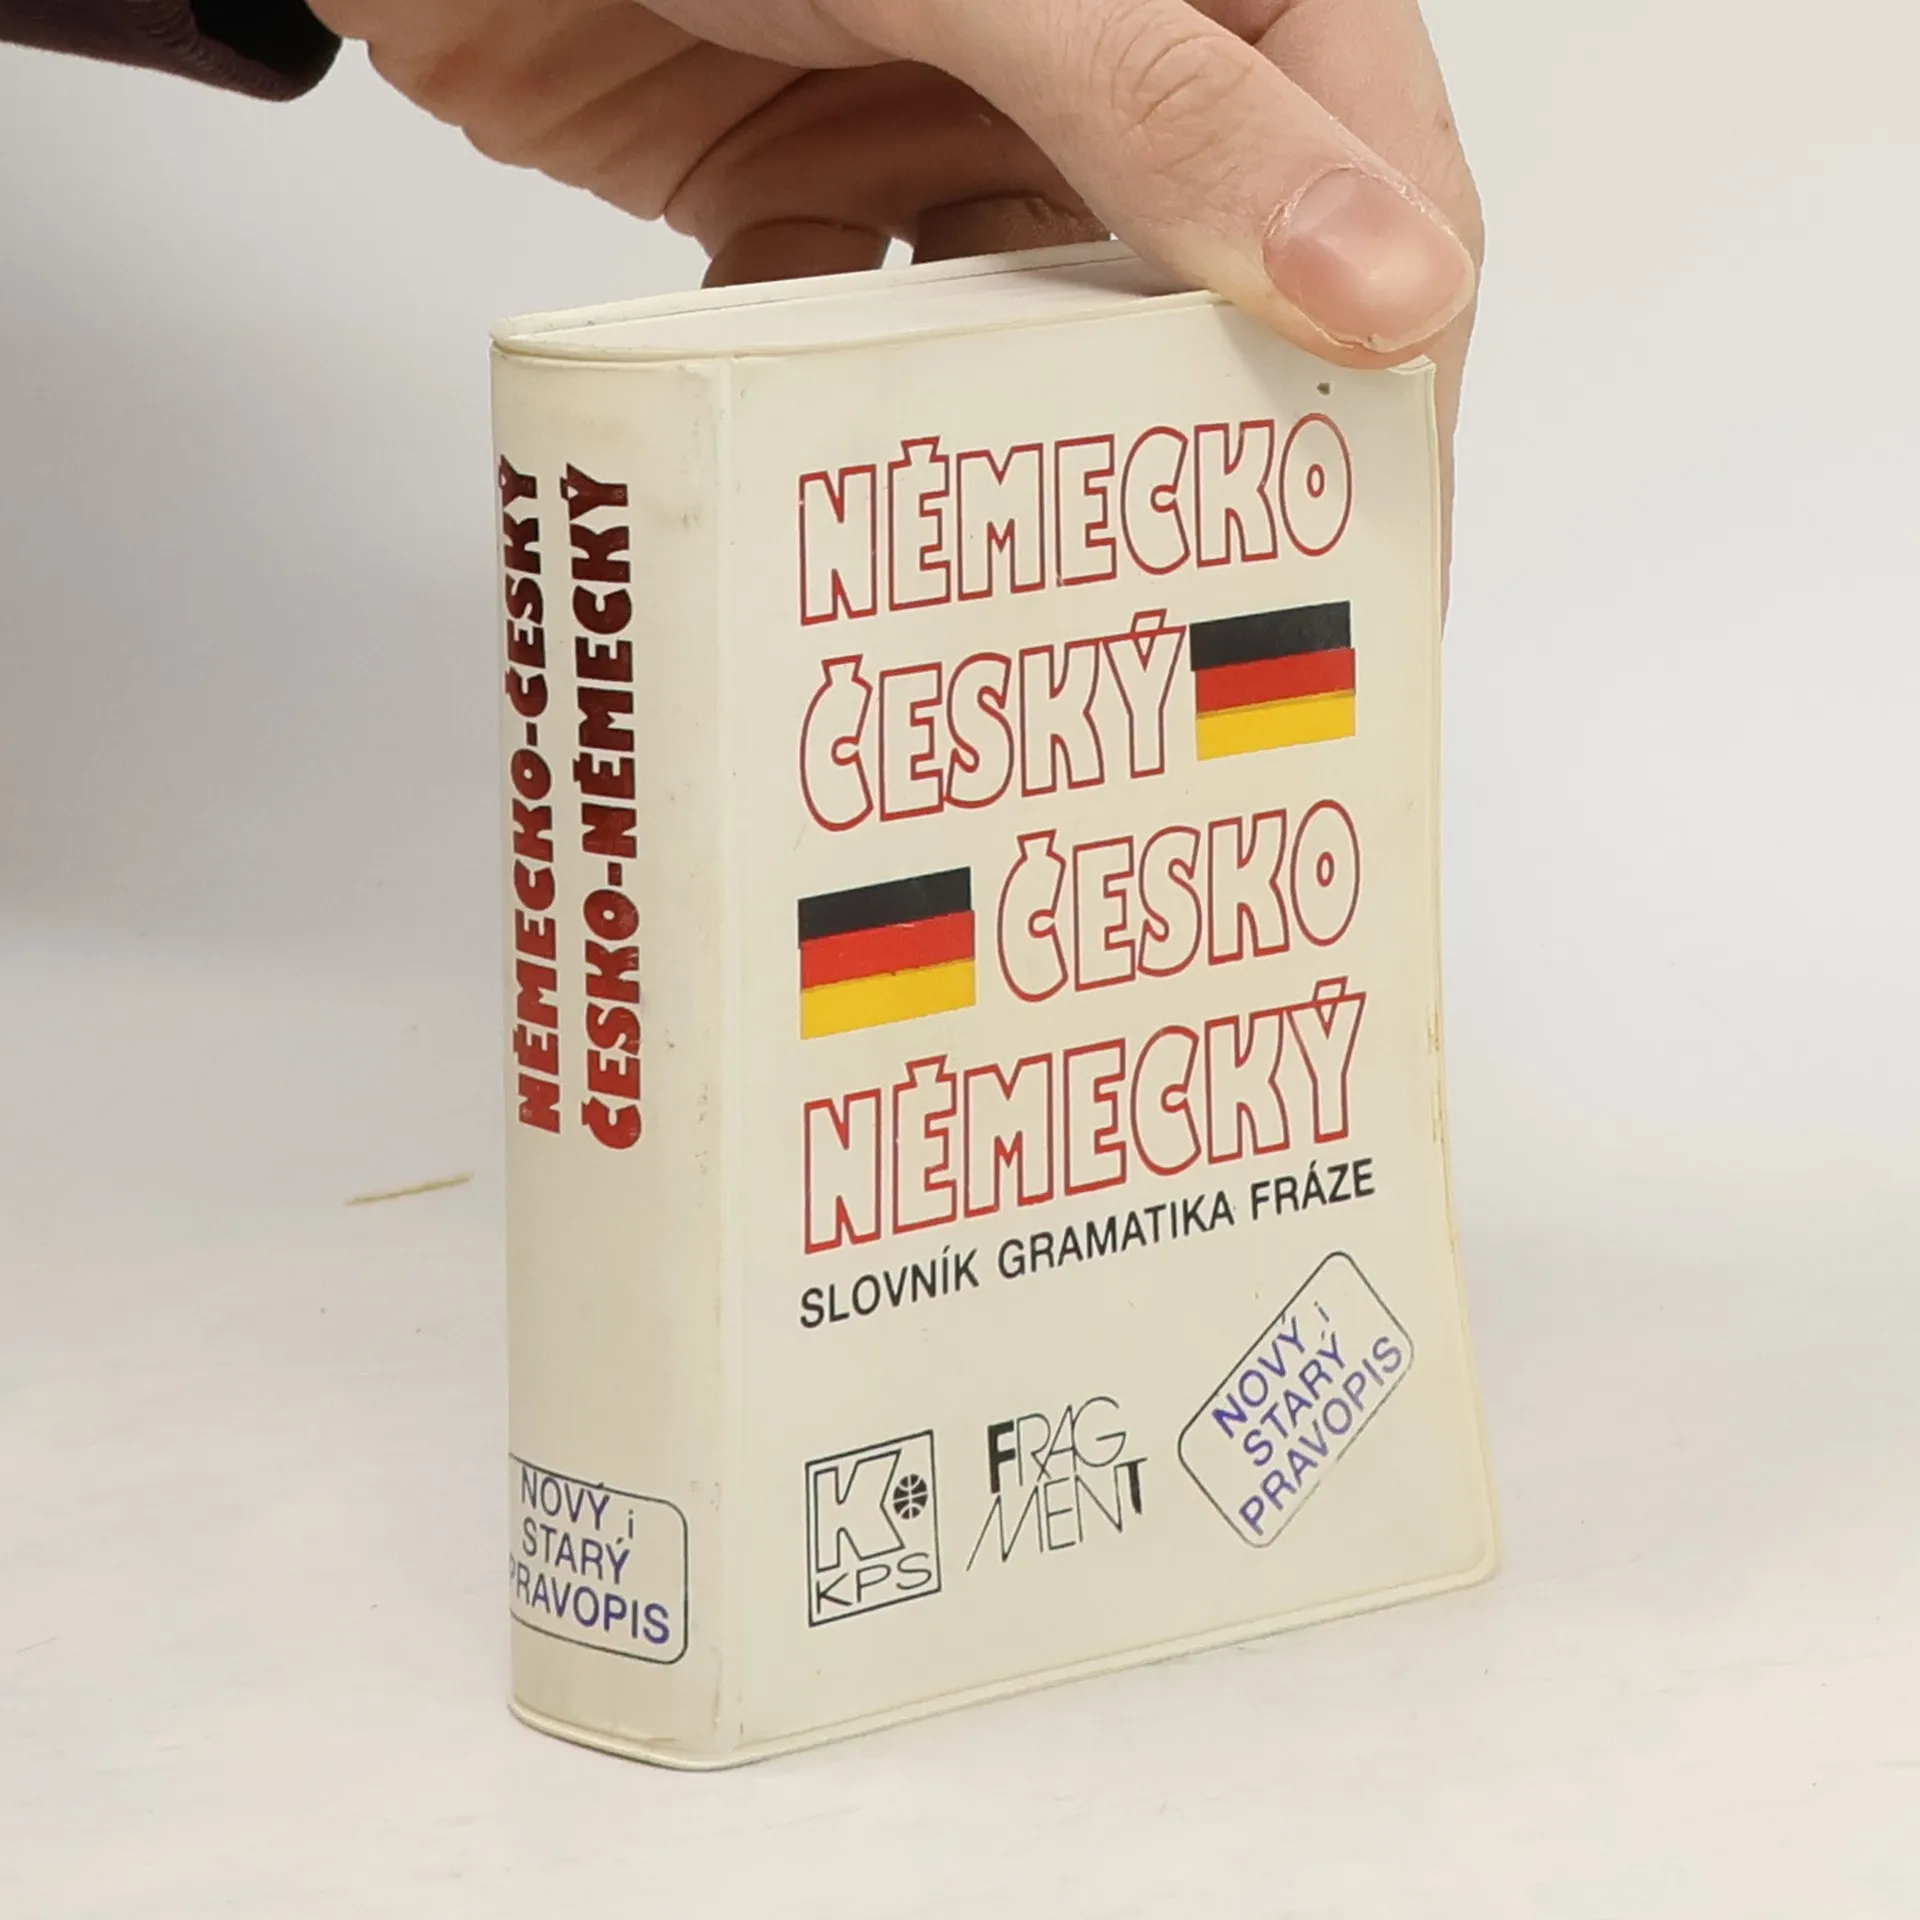 NĚMECKO-ČESKÝ
ČESKO-NĚMECKÝ
NOVÝ i
STARÝ
PRAVOPIS
NĚMECKO
ČESKÝ
ČESKO
NĚMECKÝ
SLOVNÍK GRAMATIKA FRÁZE
K
KPS
FRAG
MENT
NOVÝ i
STARÝ
PRAVOPIS